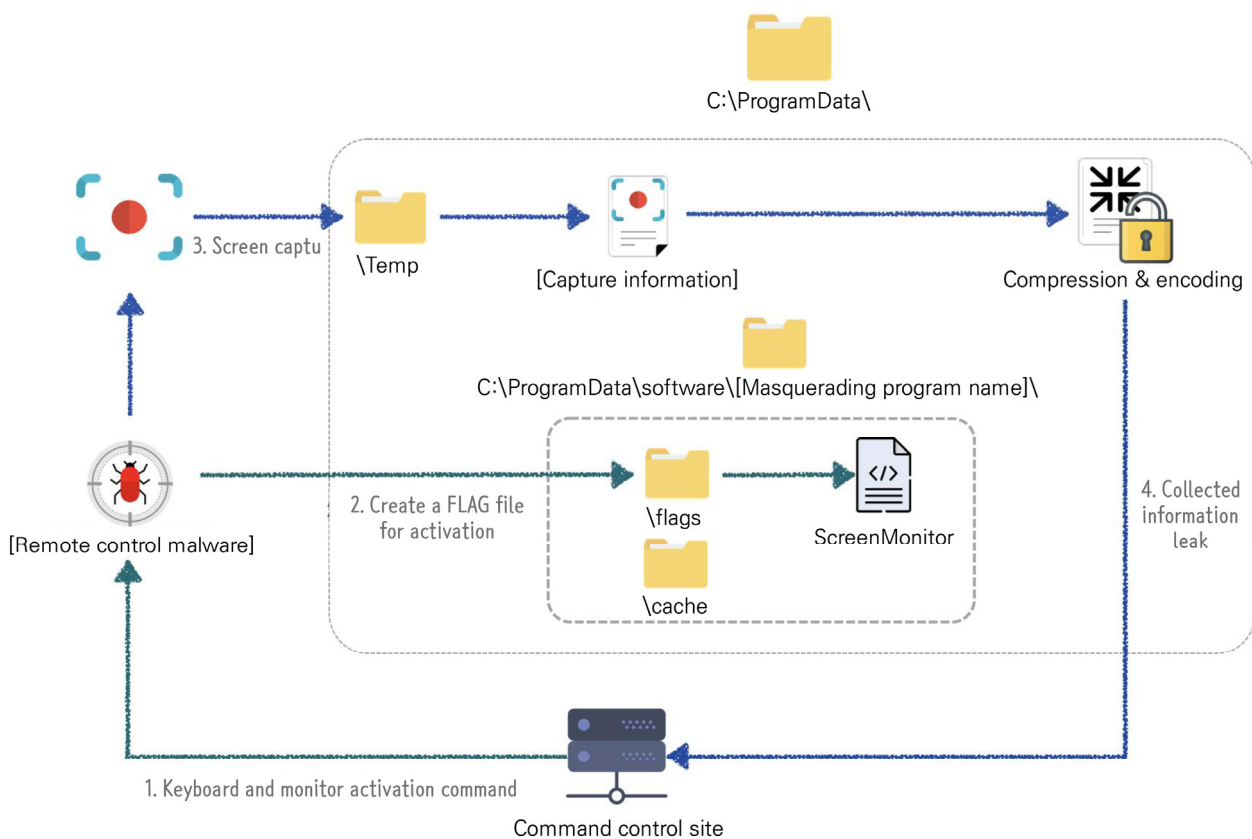 C:\ProgramData\
3. Screen captu
\Temp
[Capture information]
Compression & encoding
C:\ProgramData\software\[Masquerading program name]\
</>
[Remote control malware]
2. Create a FLAG file
for activation
\flags
ScreenMonitor
\cache
4. Collected
information
leak
1. Keyboard and monitor activation command
Command control site